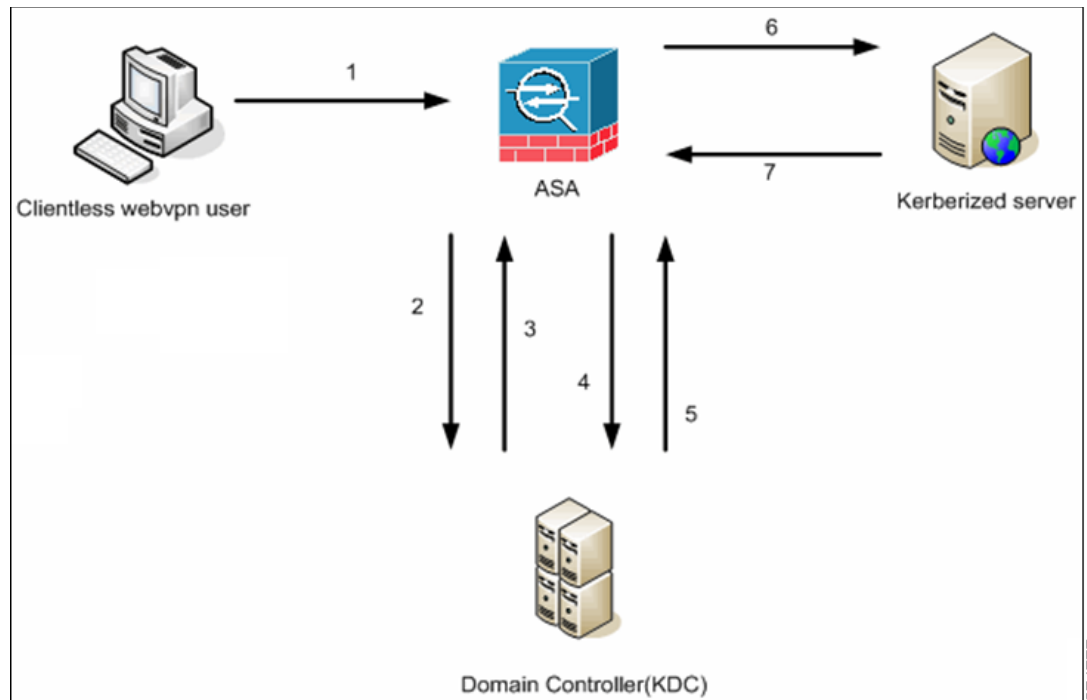 6
1
ASA
7
Clientless webvpn user
Kerberized server
2
3
4
5
Domain Controller(KDC)